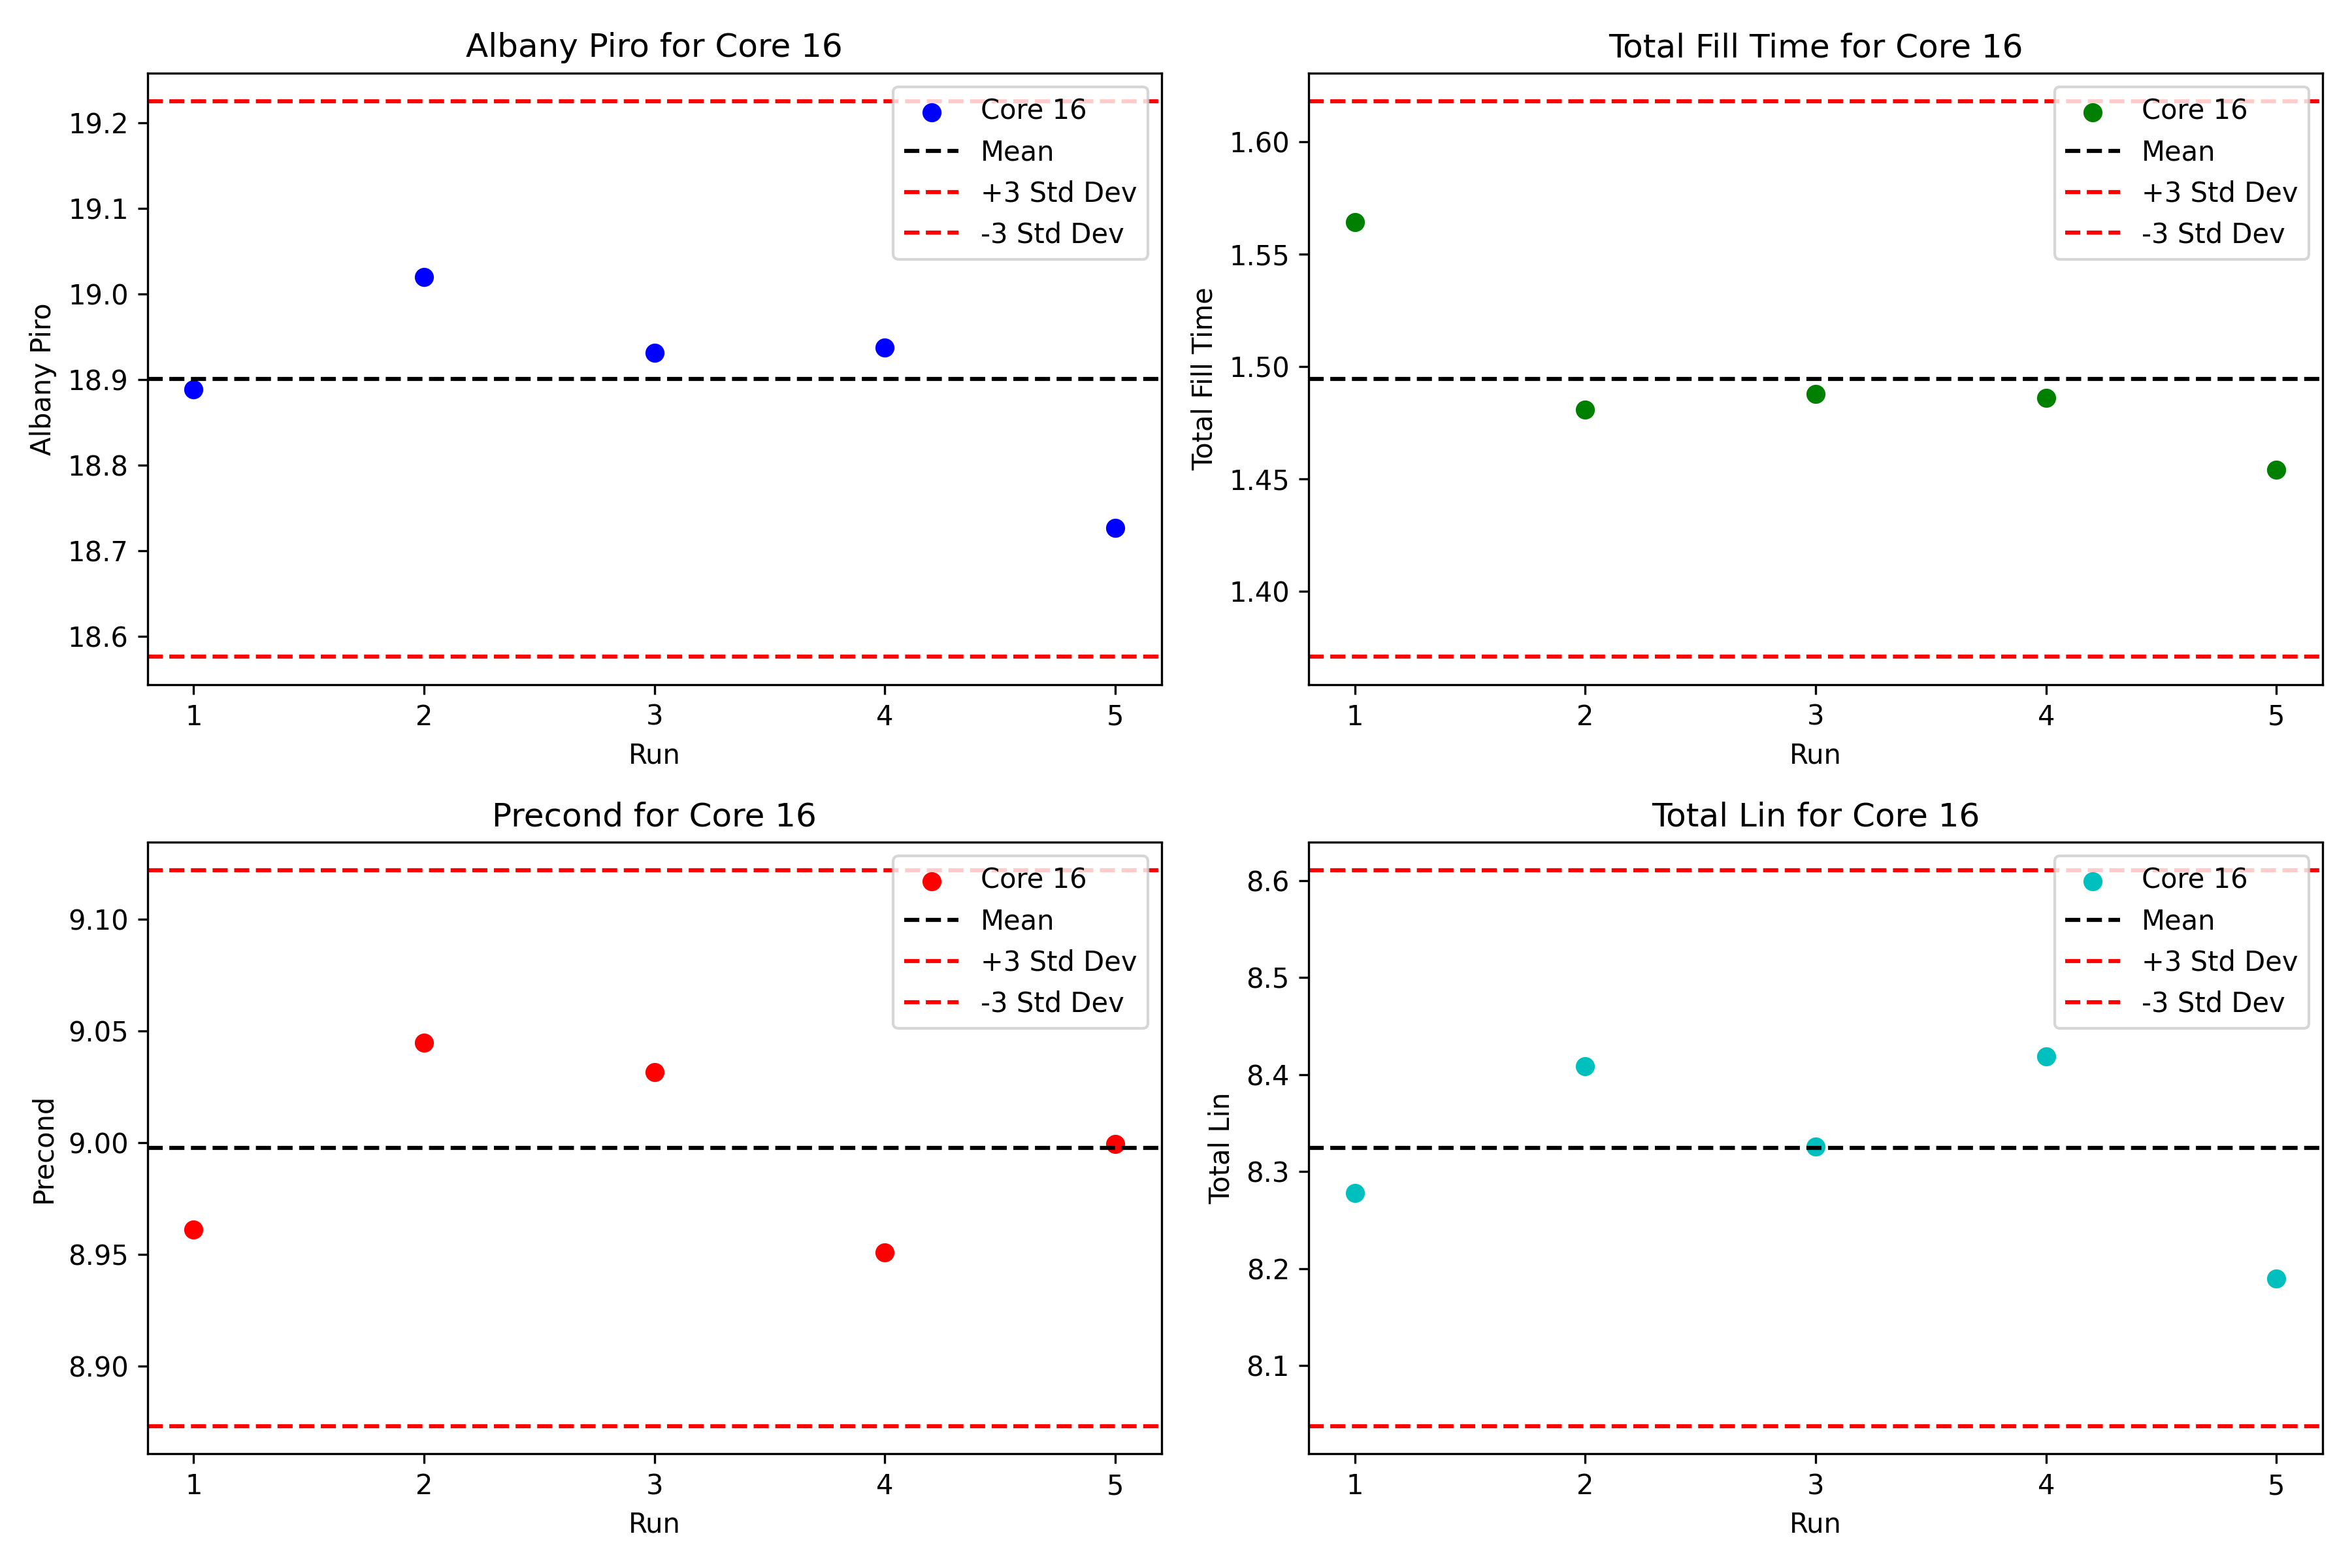 Albany Piro for Core 16
Albany Piro
19.2
19.1
19.0
18.9
18.8
18.7
18.6
Core 16
Mean
+3 Std Dev
-3 Std Dev
1 2 3 4 5
Run
Total Fill Time for Core 16
Total Fill Time
1.60
1.55
1.50
1.45
1.40
Core 16
Mean
+3 Std Dev
-3 Std Dev
1 2 3 4 5
Run
Precond for Core 16
Precond
9.10
9.05
9.00
8.95
8.90
Core 16
Mean
+3 Std Dev
-3 Std Dev
1 2 3 4 5
Run
Total Lin for Core 16
Total Lin
8.6
8.5
8.4
8.3
8.2
8.1
Core 16
Mean
+3 Std Dev
-3 Std Dev
1 2 3 4 5
Run